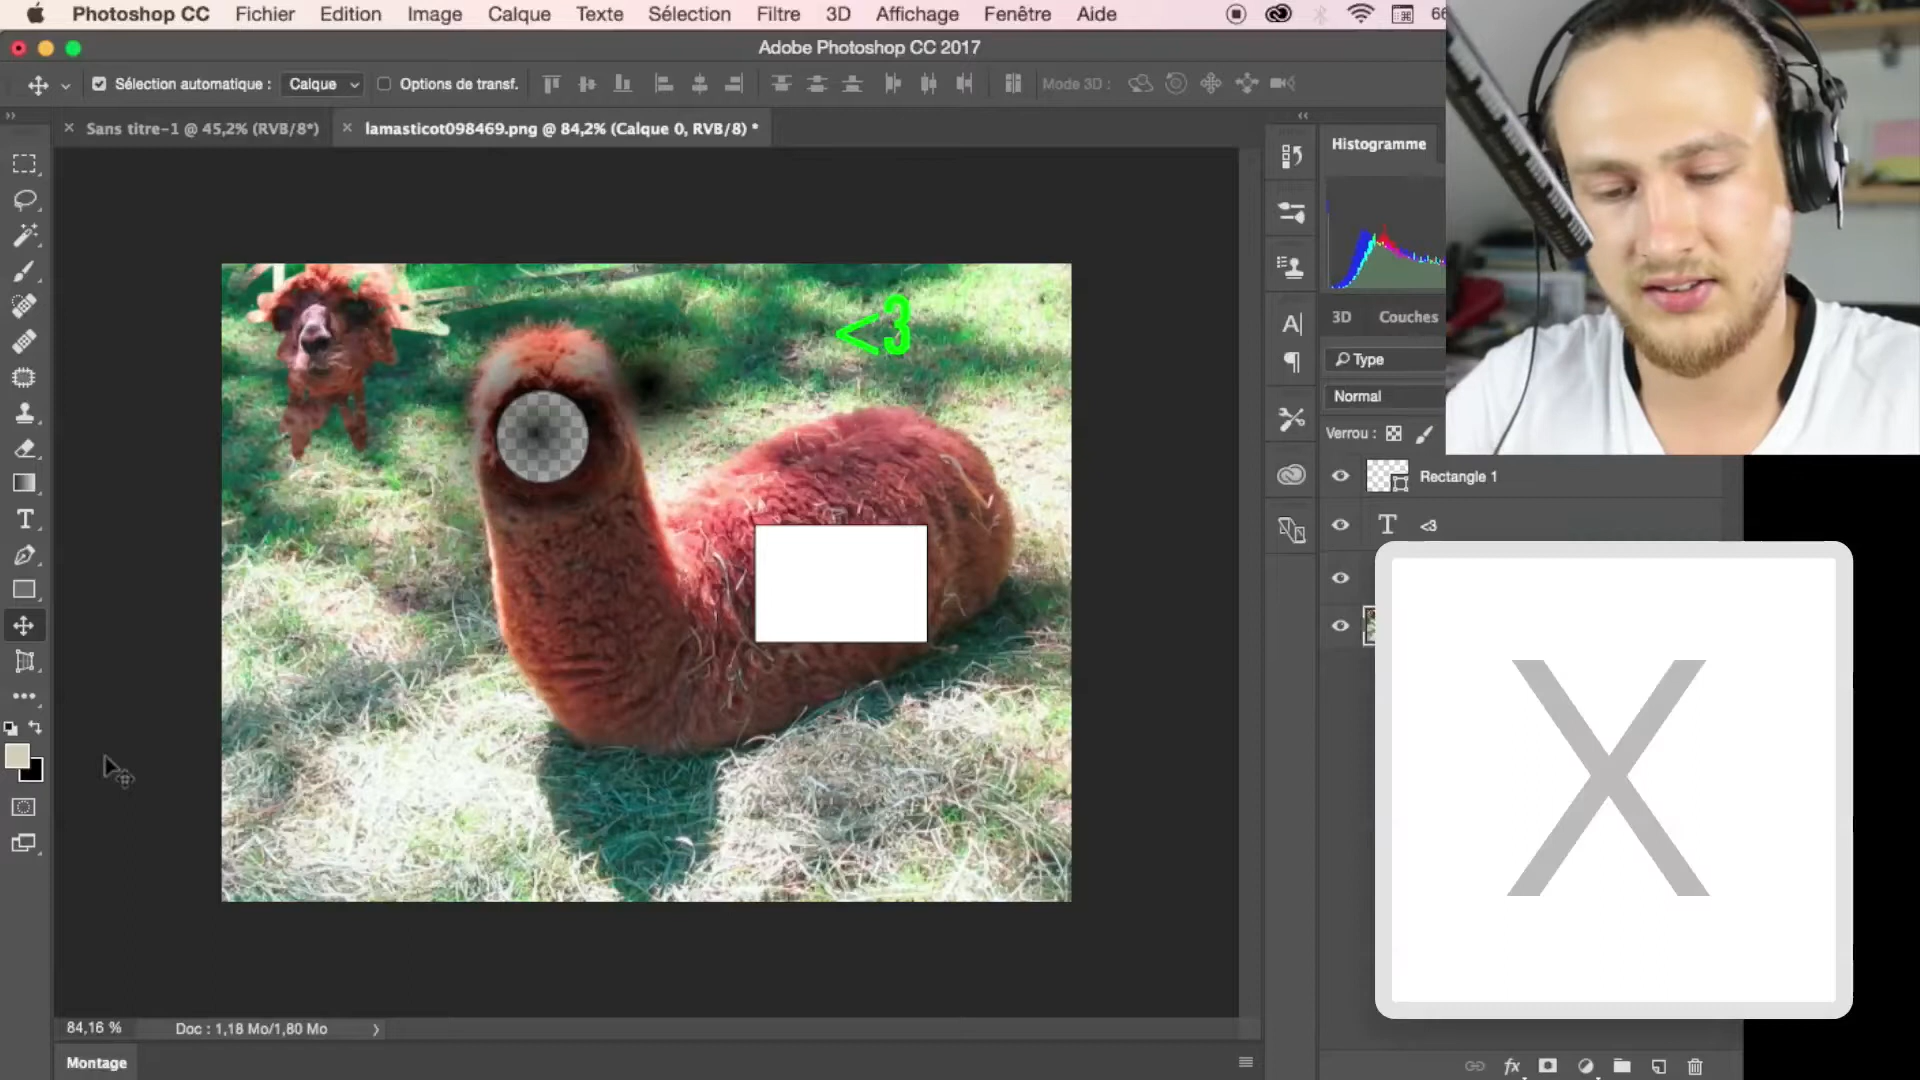 Photoshop CC Fichier Edition Image Calque Texte Sélection Filtre 3D Affichage Fenêtre Aide
Adobe Photoshop CC 2017
Sélection automatique : Calque Options de transf. Mode 3D :
Sans titre-1 @ 45,2% (RVB/8*) lamasticot098469.png @ 84,2% (Calque 0, RVB/8) *
Histogramme
<3
3D Couches
Type
Normal
Verrou :
Rectangle 1
T <3
X
84,16 % Doc : 1,18 Mo/1,80 Mo
Montage
fx